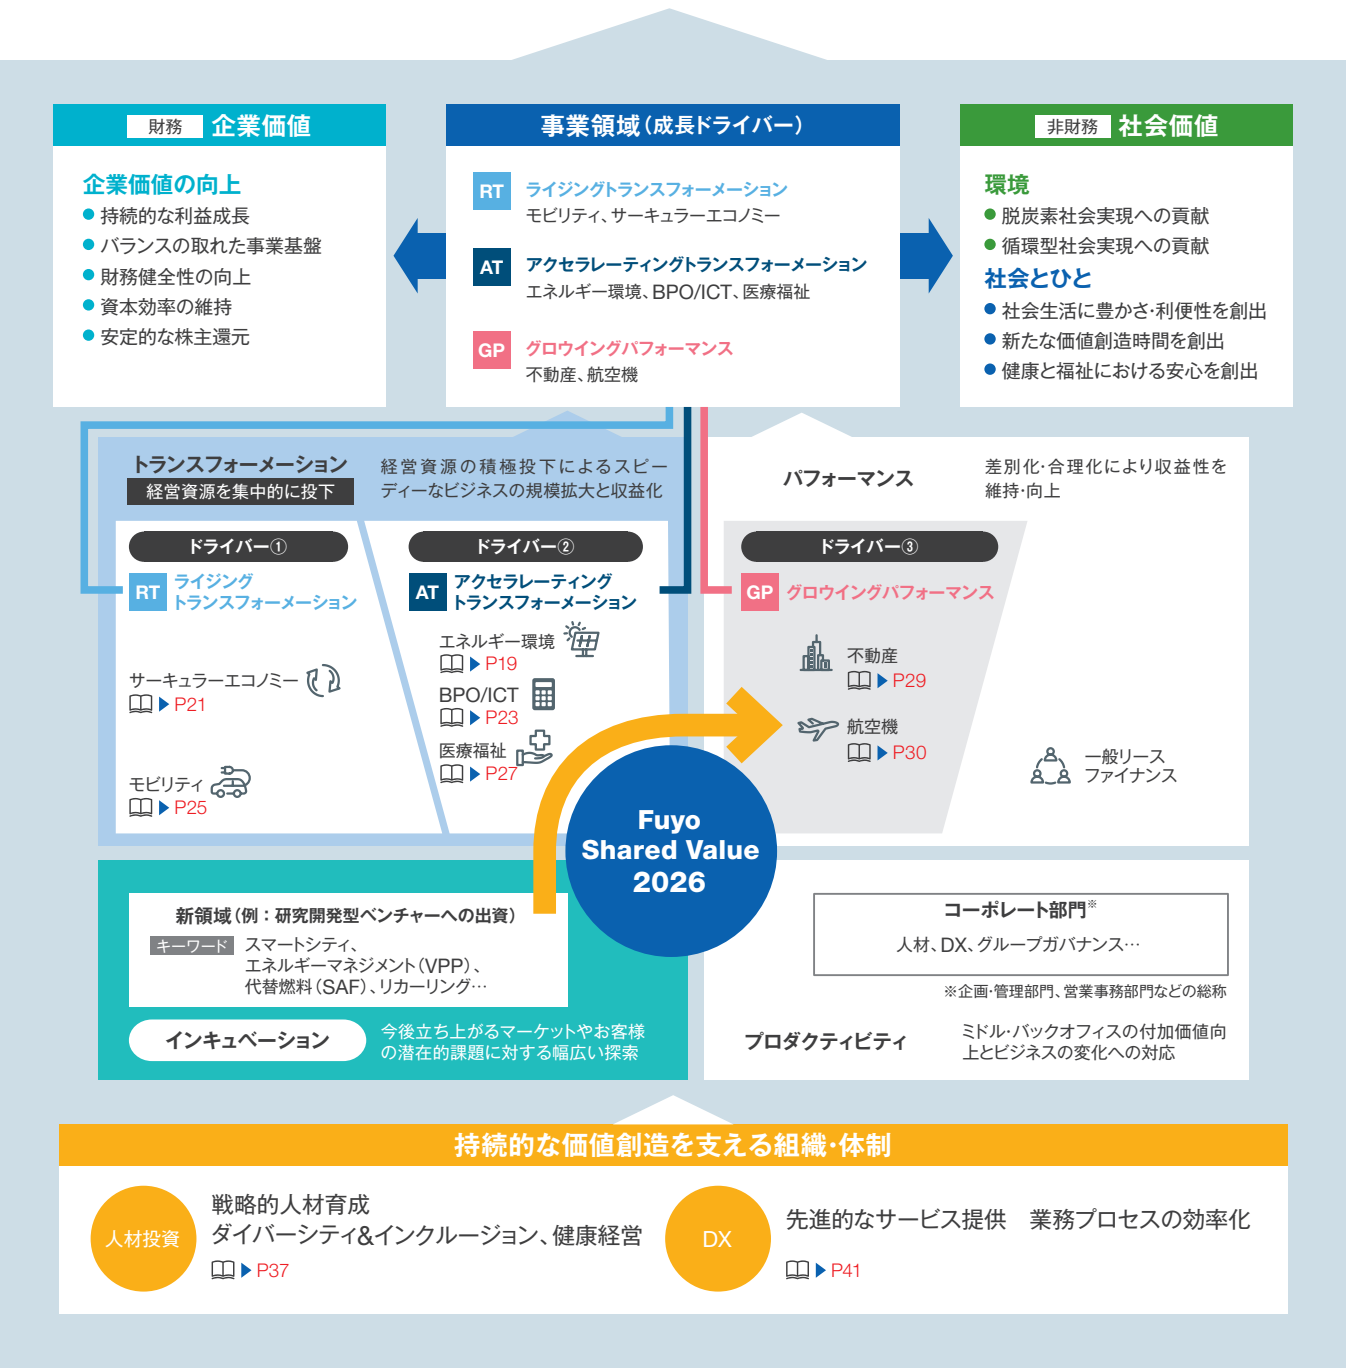 財務 企業価値
企業価値の向上
● 持続的な利益成長
● バランスの取れた事業基盤
● 財務健全性の向上
● 資本効率の維持
● 安定的な株主還元
事業領域（成長ドライバー）
RT ライジングトランスフォーメーション
モビリティ、サーキュラーエコノミー
AT アクセラレーティングトランスフォーメーション
エネルギー環境、BPO/ICT、医療福祉
GP グロウイングパフォーマンス
不動産、航空機
非財務 社会価値
環境
● 脱炭素社会実現への貢献
● 循環型社会実現への貢献
社会とひと
● 社会生活に豊かさ・利便性を創出
● 新たな価値創造時間を創出
● 健康と福祉における安心を創出
トランスフォーメーション
経営資源を集中的に投下
経営資源の積極投下によるスピー
ディーなビジネスの規模拡大と収益化
ドライバー①
RT ライジング
トランスフォーメーション
サーキュラーエコノミー
P21
モビリティ
P25
ドライバー②
AT アクセラレーティング
トランスフォーメーション
エネルギー環境
P19
BPO/ICT
P23
医療福祉
P27
パフォーマンス
差別化・合理化により収益性を
維持・向上
ドライバー③
GP グロウイングパフォーマンス
不動産
P29
航空機
P30
一般リース
ファイナンス
Fuyo
Shared Value
2026
新領域（例：研究開発型ベンチャーへの出資）
キーワード スマートシティ、
エネルギーマネジメント（VPP）、
代替燃料（SAF）、リカーリング…
インキュベーション
今後立ち上がるマーケットやお客様
の潜在的課題に対する幅広い探索
コーポレート部門※
人材、DX、グループガバナンス…
※企画・管理部門、営業事務部門などの総称
プロダクティビティ
ミドル・バックオフィスの付加価値向
上とビジネスの変化への対応
持続的な価値創造を支える組織・体制
人材投資
戦略的人材育成
ダイバーシティ&インクルージョン、健康経営
P37
DX
先進的なサービス提供　業務プロセスの効率化
P41